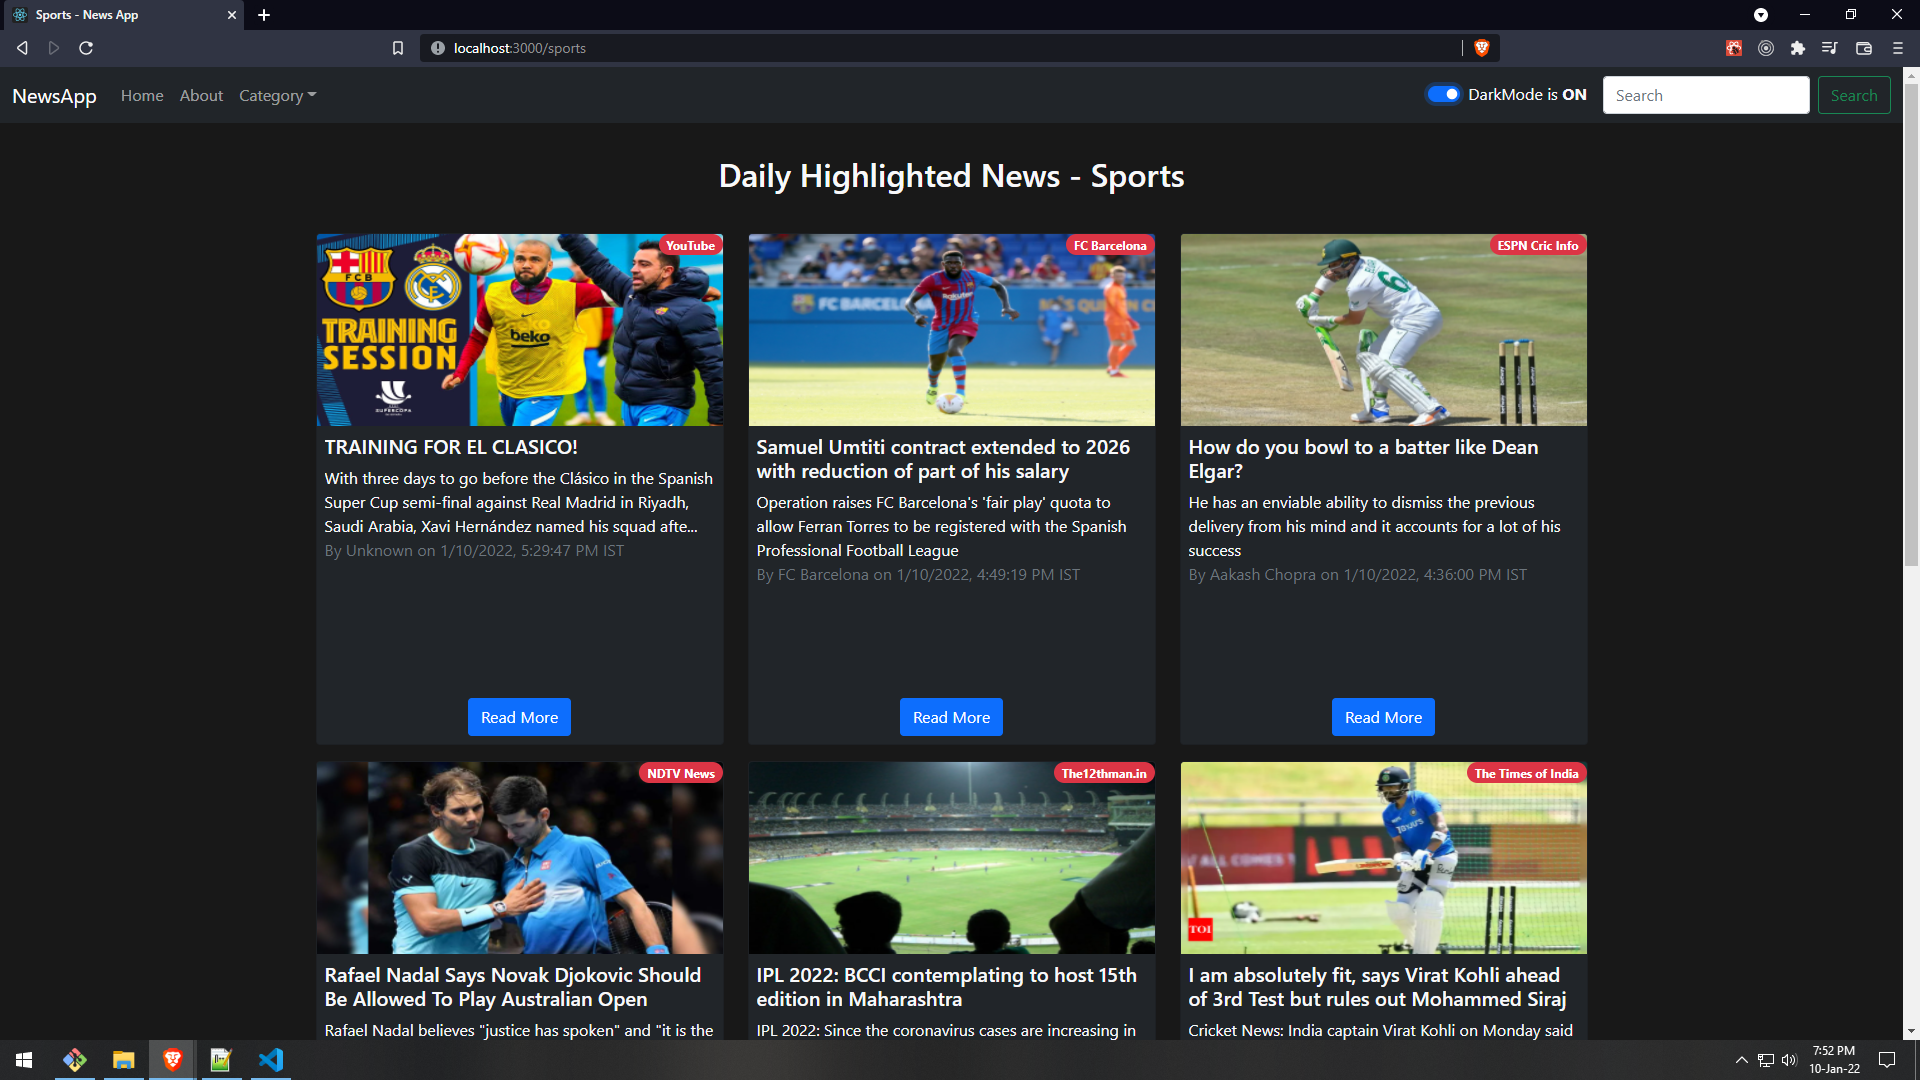 Sports - News App
localhost:3000/sports
NewsApp
Home
About
Category
DarkMode is ON
Search
Search
Daily Highlighted News - Sports
YouTube
FCB
TRAINING
SESSION
SUPERCOPA
beko
TRAINING FOR EL CLASICO!
With three days to go before the Clásico in the Spanish
Super Cup semi-final against Real Madrid in Riyadh,
Saudi Arabia, Xavi Hernández named his squad afte...
By Unknown on 1/10/2022, 5:29:47 PM IST
Read More
FC Barcelona
FC BARCEL
Rakuten
Samuel Umtiti contract extended to 2026
with reduction of part of his salary
Operation raises FC Barcelona's 'fair play' quota to
allow Ferran Torres to be registered with the Spanish
Professional Football League
By FC Barcelona on 1/10/2022, 4:49:19 PM IST
Read More
ESPN Cric Info
6
How do you bowl to a batter like Dean
Elgar?
He has an enviable ability to dismiss the previous
delivery from his mind and it accounts for a lot of his
success
By Aakash Chopra on 1/10/2022, 4:36:00 PM IST
Read More
NDTV News
Rafael Nadal Says Novak Djokovic Should
Be Allowed To Play Australian Open
Rafael Nadal believes "justice has spoken" and "it is the
The12thman.in
IPL 2022: BCCI contemplating to host 15th
edition in Maharashtra
IPL 2022: Since the coronavirus cases are increasing in
The Times of India
ALL COMES T
TOI
I am absolutely fit, says Virat Kohli ahead
of 3rd Test but rules out Mohammed Siraj
Cricket News: India captain Virat Kohli on Monday said
7:52 PM
10-Jan-22